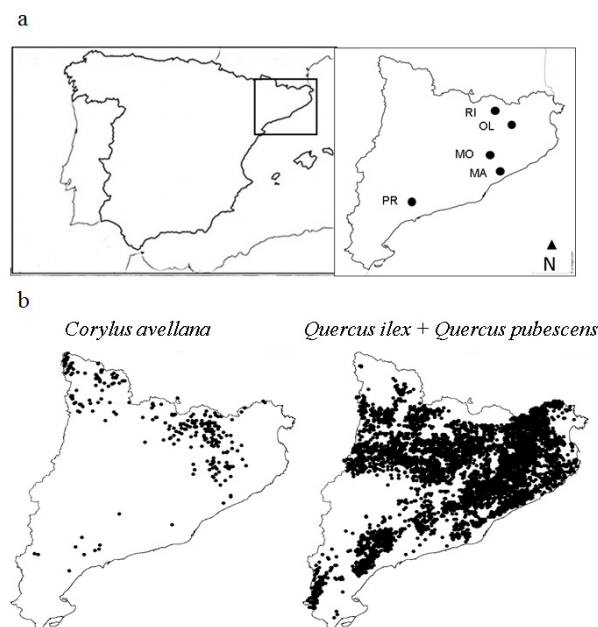 a
RI
OL
MO
MA
PR
N
b
Corylus avellana
Quercus ilex + Quercus pubescens